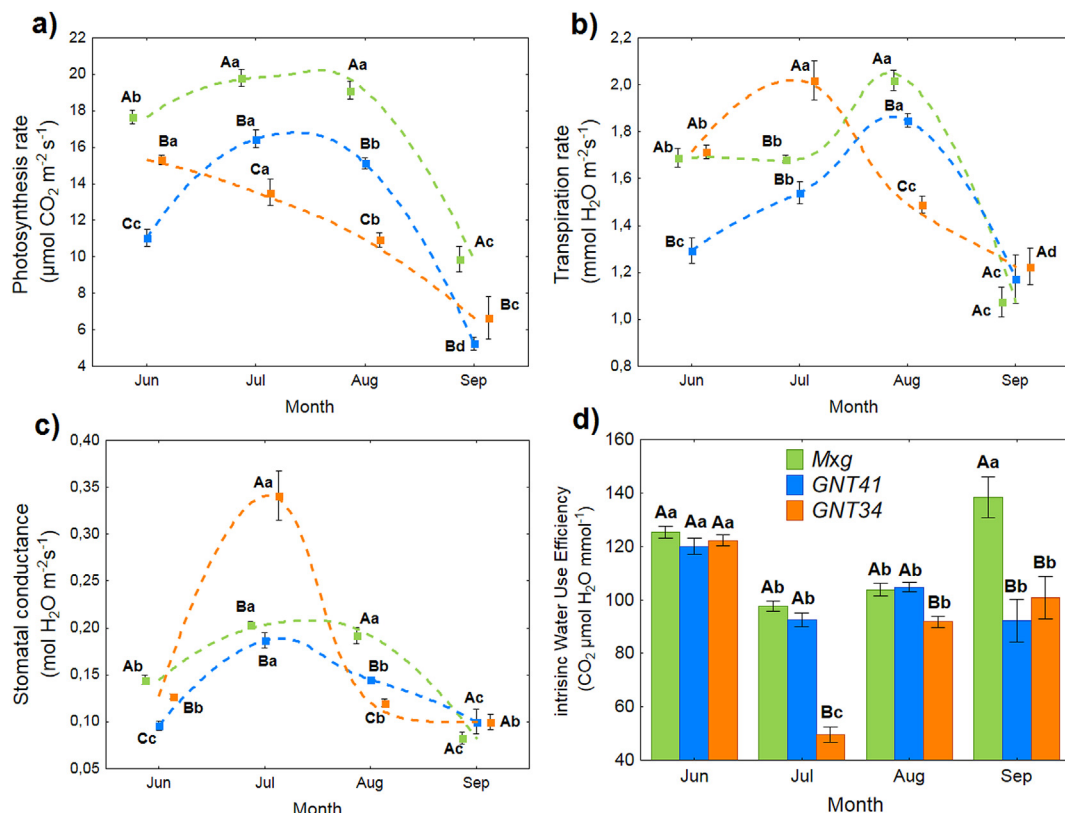 a)
Photosynthesis rate
(µmol CO2 m-2 s-1)
22
20
18
16
14
12
10
8
6
4
Ab
Aa
Aa
Ba
Ba
Bb
Ca
Cb
Cc
Ac
Bc
Bd
Jun
Jul
Aug
Sep
Month
b)
Transpiration rate
(mmol H2O m-2s-1)
2,2
2,0
1,8
1,6
1,4
1,2
1,0
0,8
Aa
Aa
Ab
Ba
Ab
Bb
Bb
Cc
Bc
Ac
Ad
Ac
Jun
Jul
Aug
Sep
Month
c)
Stomatal conductance
(mol H2O m-2s-1)
0,40
0,35
0,30
0,25
0,20
0,15
0,10
0,05
Aa
Ba
Aa
Ab
Ba
Bb
Bb
Cb
Ac
Ab
Cc
Ac
Jun
Jul
Aug
Sep
Month
d)
intrisinc Water Use Efficiency
(CO2 µmol H2O mmol-1)
160
140
120
100
80
60
40
Mxg
GNT41
GNT34
Aa
Aa
Aa
Ab
Ab
Bc
Ab
Ab
Bb
Aa
Bb
Bb
Jun
Jul
Aug
Sep
Month